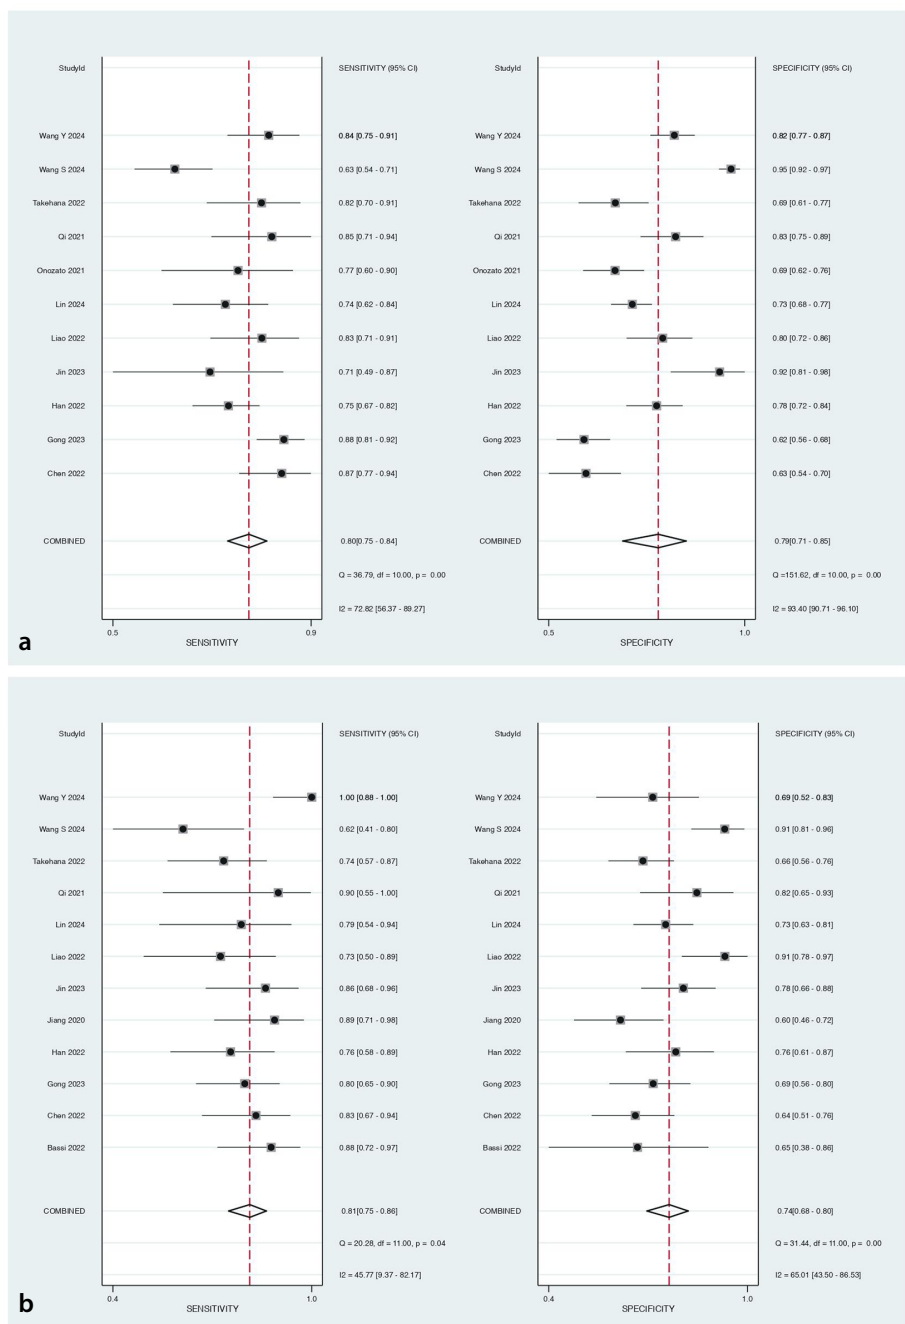 StudyId SENSITIVITY (95% CI) StudyId SPECIFICITY (95% CI)
Wang Y 2024 0.84 [0.75 - 0.91] Wang Y 2024 0.82 [0.77 - 0.87]
Wang S 2024 0.63 [0.54 - 0.71] Wang S 2024 0.95 [0.92 - 0.97]
Takehana 2022 0.82 [0.70 - 0.91] Takehana 2022 0.69 [0.61 - 0.77]
Qi 2021 0.85 [0.71 - 0.94] Qi 2021 0.83 [0.75 - 0.89]
Onozato 2021 0.77 [0.60 - 0.90] Onozato 2021 0.69 [0.62 - 0.76]
Lin 2024 0.74 [0.62 - 0.84] Lin 2024 0.73 [0.68 - 0.77]
Liao 2022 0.83 [0.71 - 0.91] Liao 2022 0.80 [0.72 - 0.86]
Jin 2023 0.71 [0.49 - 0.87] Jin 2023 0.92 [0.81 - 0.98]
Han 2022 0.75 [0.67 - 0.82] Han 2022 0.78 [0.72 - 0.84]
Gong 2023 0.88 [0.81 - 0.92] Gong 2023 0.62 [0.56 - 0.68]
Chen 2022 0.87 [0.77 - 0.94] Chen 2022 0.63 [0.54 - 0.70]
COMBINED 0.80[0.75 - 0.84] COMBINED 0.79[0.71 - 0.85]
Q = 36.79, df = 10.00, p = 0.00 Q =151.62, df = 10.00, p = 0.00
I2 = 72.82 [56.37 - 89.27] I2 = 93.40 [90.71 - 96.10]
0.5 0.9 0.5 1.0
a SENSITIVITY SPECIFICITY
StudyId SENSITIVITY (95% CI) StudyId SPECIFICITY (95% CI)
Wang Y 2024 1.00 [0.88 - 1.00] Wang Y 2024 0.69 [0.52 - 0.83]
Wang S 2024 0.62 [0.41 - 0.80] Wang S 2024 0.91 [0.81 - 0.96]
Takehana 2022 0.74 [0.57 - 0.87] Takehana 2022 0.66 [0.56 - 0.76]
Qi 2021 0.90 [0.55 - 1.00] Qi 2021 0.82 [0.65 - 0.93]
Lin 2024 0.79 [0.54 - 0.94] Lin 2024 0.73 [0.63 - 0.81]
Liao 2022 0.73 [0.50 - 0.89] Liao 2022 0.91 [0.78 - 0.97]
Jin 2023 0.86 [0.68 - 0.96] Jin 2023 0.78 [0.66 - 0.88]
Jiang 2020 0.89 [0.71 - 0.98] Jiang 2020 0.60 [0.46 - 0.72]
Han 2022 0.76 [0.58 - 0.89] Han 2022 0.76 [0.61 - 0.87]
Gong 2023 0.80 [0.65 - 0.90] Gong 2023 0.69 [0.56 - 0.80]
Chen 2022 0.83 [0.67 - 0.94] Chen 2022 0.64 [0.51 - 0.76]
Bassi 2022 0.88 [0.72 - 0.97] Bassi 2022 0.65 [0.38 - 0.86]
COMBINED 0.81[0.75 - 0.86] COMBINED 0.74[0.68 - 0.80]
Q = 20.28, df = 11.00, p = 0.04 Q = 31.44, df = 11.00, p = 0.00
I2 = 45.77 [9.37 - 82.17] I2 = 65.01 [43.50 - 86.53]
0.4 1.0 0.4 1.0
b SENSITIVITY SPECIFICITY